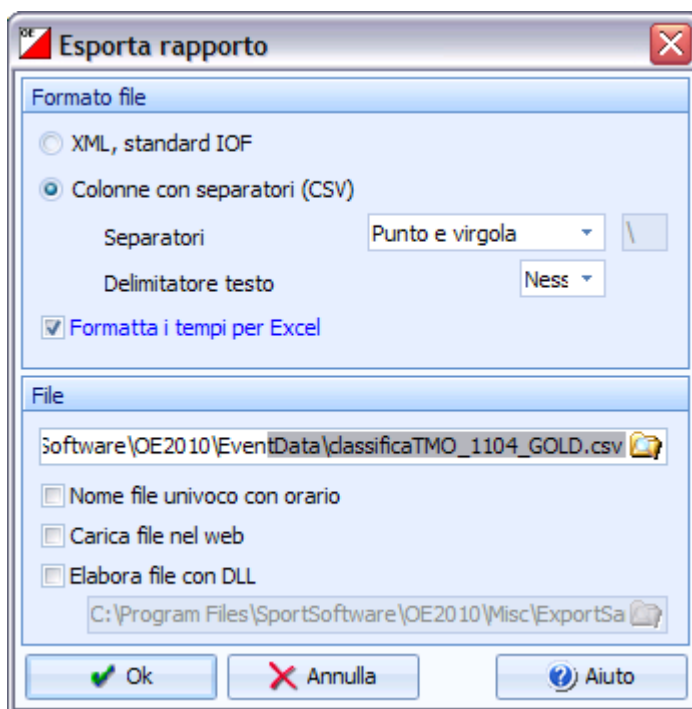 OE
Esporta rapporto
Formato file
XML, standard IOF
Colonne con separatori (CSV)
Separatori Punto e virgola \
Delimitatore testo Ness
Formatta i tempi per Excel
File
Software\OE2010\EventData\classificaTMO_1104_GOLD.csv
Nome file univoco con orario
Carica file nel web
Elabora file con DLL
C:\Program Files\SportSoftware\OE2010\Misc\ExportSa
Ok Annulla Aiuto